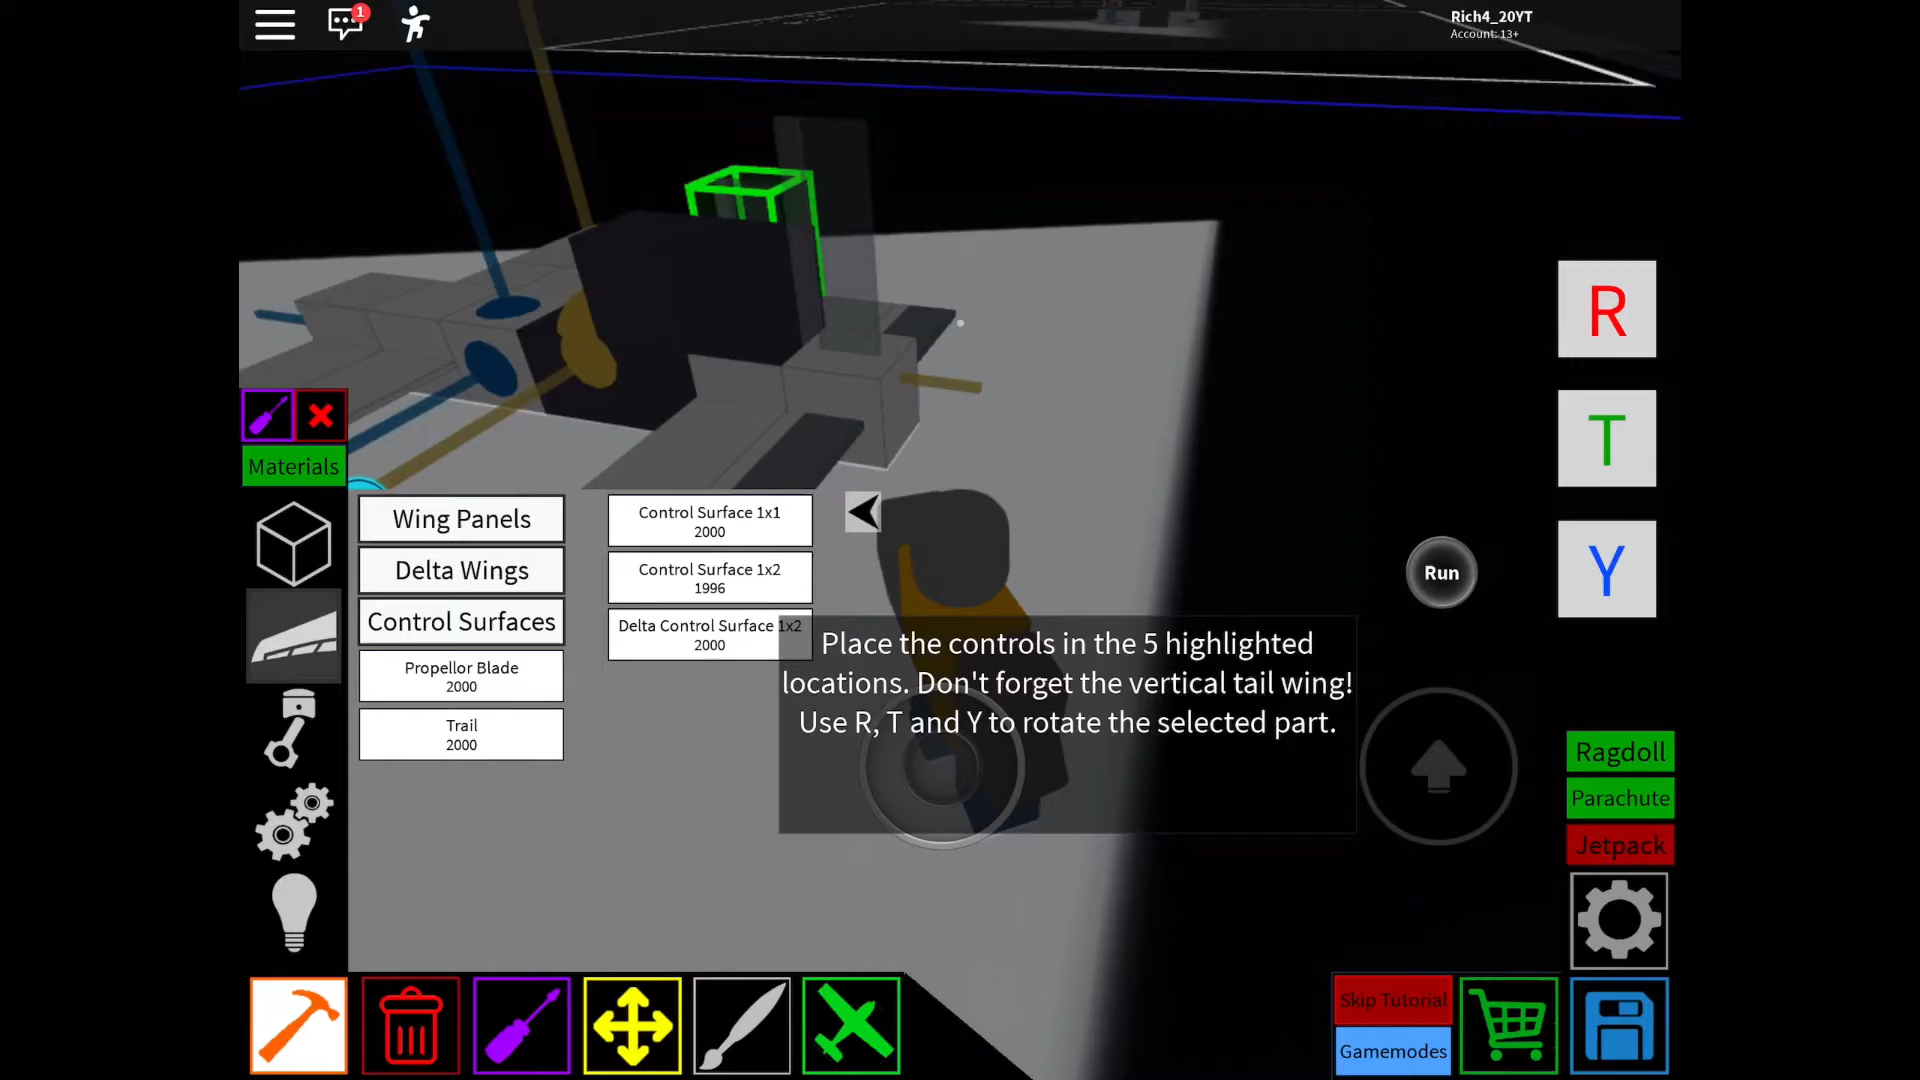 1
Rich4_20YT
Account: 13+
R
T
Y
Materials
Wing Panels
Delta Wings
Control Surfaces
Propellor Blade
2000
Trail
2000
Control Surface 1x1
2000
Control Surface 1x2
1996
Delta Control Surface 1x2
2000
Run
Place the controls in the 5 highlighted
locations. Don't forget the vertical tail wing!
Use R, T and Y to rotate the selected part.
Ragdoll
Parachute
Jetpack
Skip Tutorial
Gamemodes